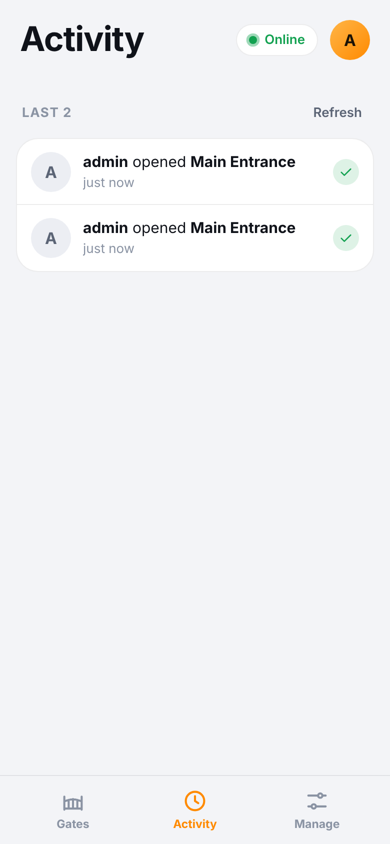 Activity
Online
A
LAST 2
Refresh
A
admin opened Main Entrance
just now
A
admin opened Main Entrance
just now
Gates
Activity
Manage